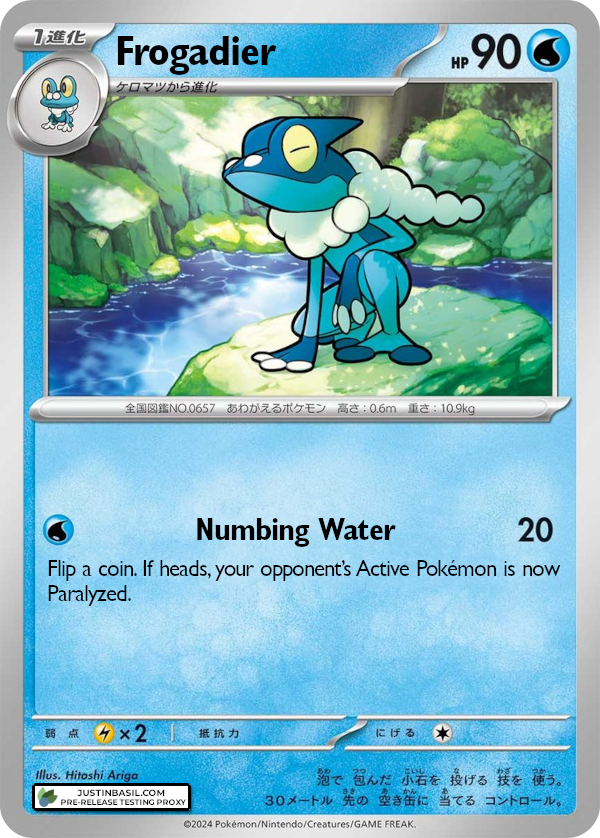 1進化
Frogadier
HP 90
ケロマツから進化
全国図鑑NO.0657 あわがえるポケモン 高さ:0.6m 重さ:10.9kg
Numbing Water 20
Flip a coin. If heads, your opponent's Active Pokémon is now
Paralyzed.
弱点 ×2 抵抗力 にげる
Illus. Hitoshi Ariga
JUSTINBASIL.COM
PRE-RELEASE TESTING PROXY
泡で 包んだ 小石を 投げる 技を 使う。
30メートル 先の 空き缶に 当てる コントロール。
©2024 Pokémon/Nintendo/Creatures/GAME FREAK.